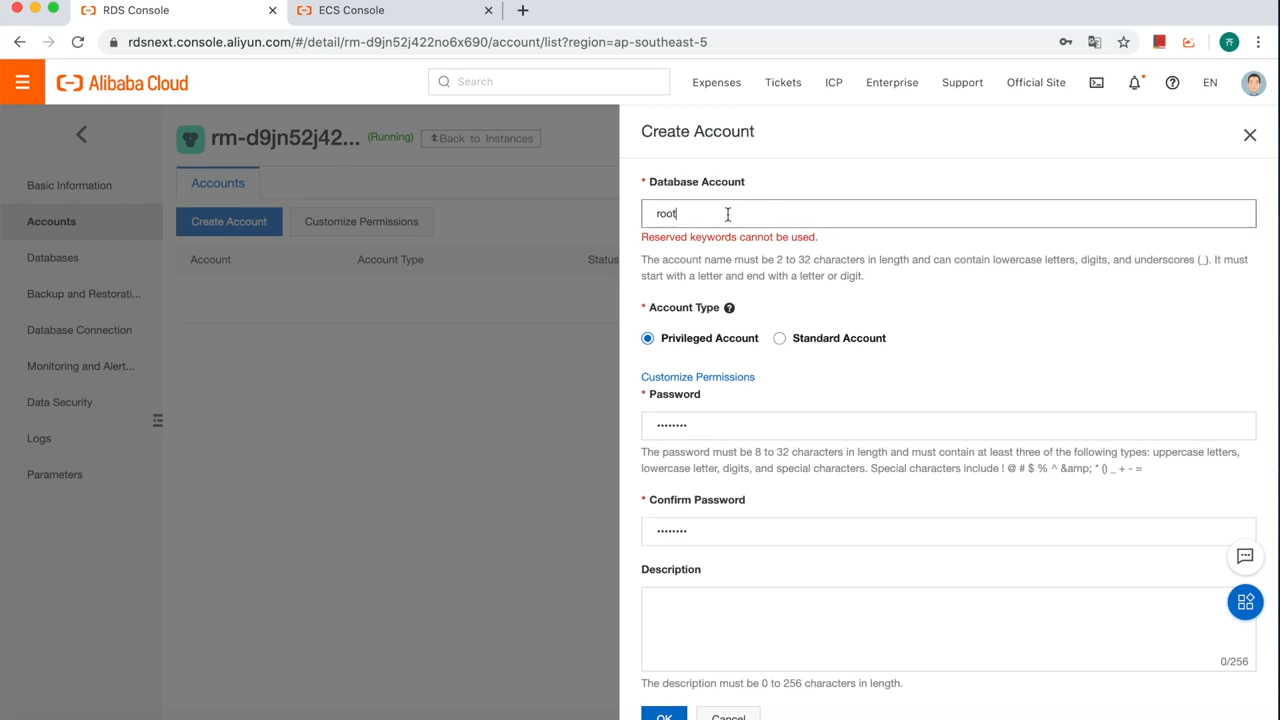 RDS Console
ECS Console
rdsnext.console.aliyun.com/#/detail/rm-d9jn52j422no6x690/account/list?region=ap-southeast-5
Alibaba Cloud
Search
Expenses
Tickets
ICP
Enterprise
Support
Official Site
EN
Basic Information
Accounts
Databases
Backup and Restorati...
Database Connection
Monitoring and Alert...
Data Security
Logs
Parameters
rm-d9jn52j42...
(Running)
Back to Instances
Accounts
Create Account
Customize Permissions
Account
Account Type
Status
Create Account
* Database Account
root
Reserved keywords cannot be used.
The account name must be 2 to 32 characters in length and can contain lowercase letters, digits, and underscores (_). It must
start with a letter and end with a letter or digit.
* Account Type ?
Privileged Account
Standard Account
Customize Permissions
* Password
••••••••
The password must be 8 to 32 characters in length and must contain at least three of the following types: uppercase letters,
lowercase letter, digits, and special characters. Special characters include ! @ # $ % ^ &amp; * () _ + - =
* Confirm Password
••••••••
Description
0/256
The description must be 0 to 256 characters in length.
OK
Cancel